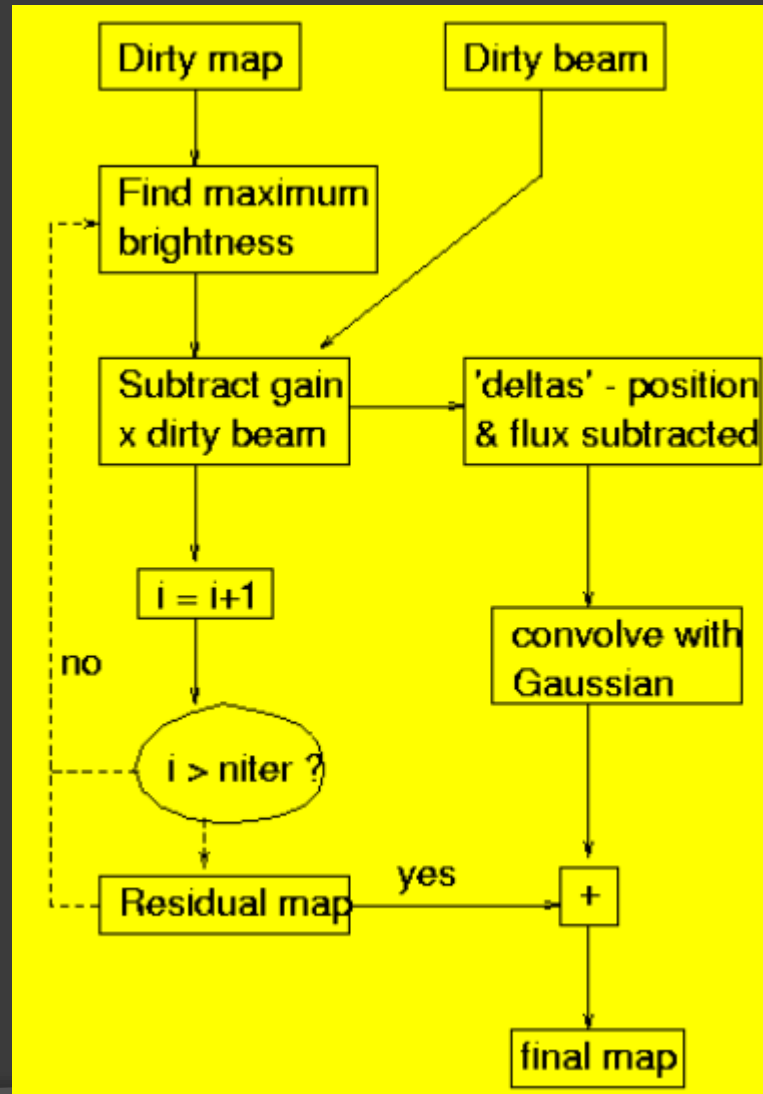 Dirty map
Dirty beam
Find maximum
brightness
Subtract gain
x dirty beam
'deltas' - position
& flux subtracted
i = i+1
convolve with
Gaussian
no
i > niter ?
yes
Residual map
+
final map